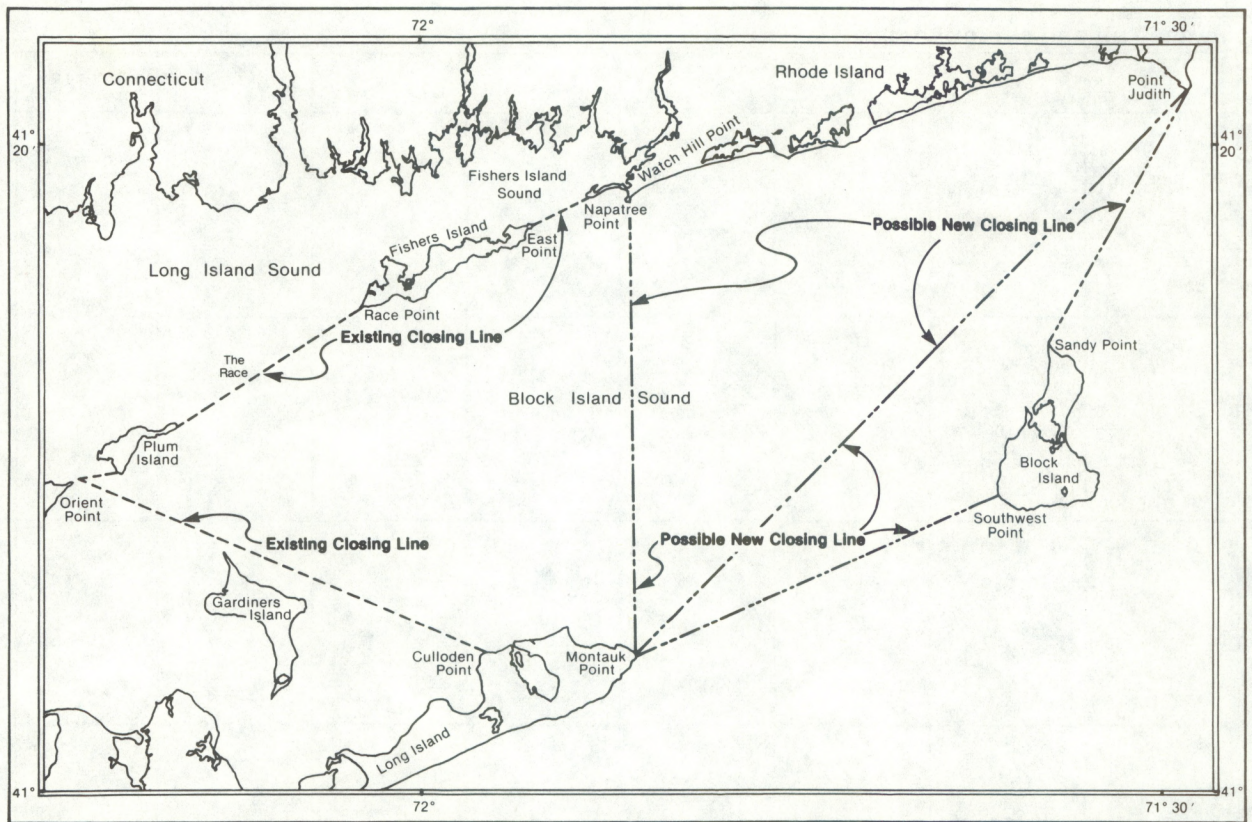 72°
71° 30′
Connecticut
Rhode Island
Point
Judith
41°
20′
41°
20′
Watch Hill Point
Fishers Island
Sound
Napatree
Point
Fishers Island
East
Point
Possible New Closing Line
Long Island Sound
Race Point
Existing Closing Line
The
Race
Sandy Point
Block Island Sound
Plum
Island
Block
Island
Orient
Point
Southwest
Point
Existing Closing Line
Possible New Closing Line
Gardiners
Island
Culloden
Point
Montauk
Point
Long Island
41°
41°
72°
71° 30′